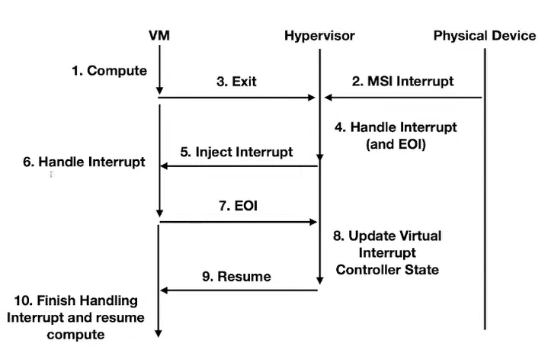 VM
Hypervisor
Physical Device
1. Compute
3. Exit
2. MSI Interrupt
4. Handle Interrupt
(and EOI)
5. Inject Interrupt
6. Handle Interrupt
7. EOI
8. Update Virtual
Interrupt
Controller State
9. Resume
10. Finish Handling
Interrupt and resume
compute